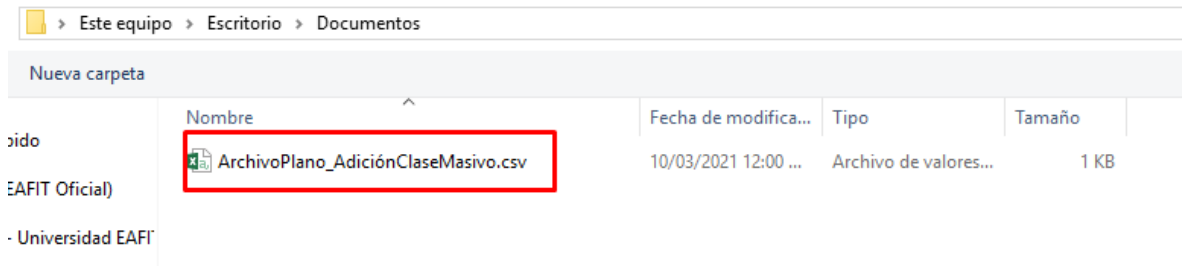 Este equipo > Escritorio > Documentos
Nueva carpeta
Nombre Fecha de modifica... Tipo Tamaño
bido
ArchivoPlano_AdiciónClaseMasivo.csv 10/03/2021 12:00 ... Archivo de valores... 1 KB
EAFIT Oficial)
- Universidad EAFIT